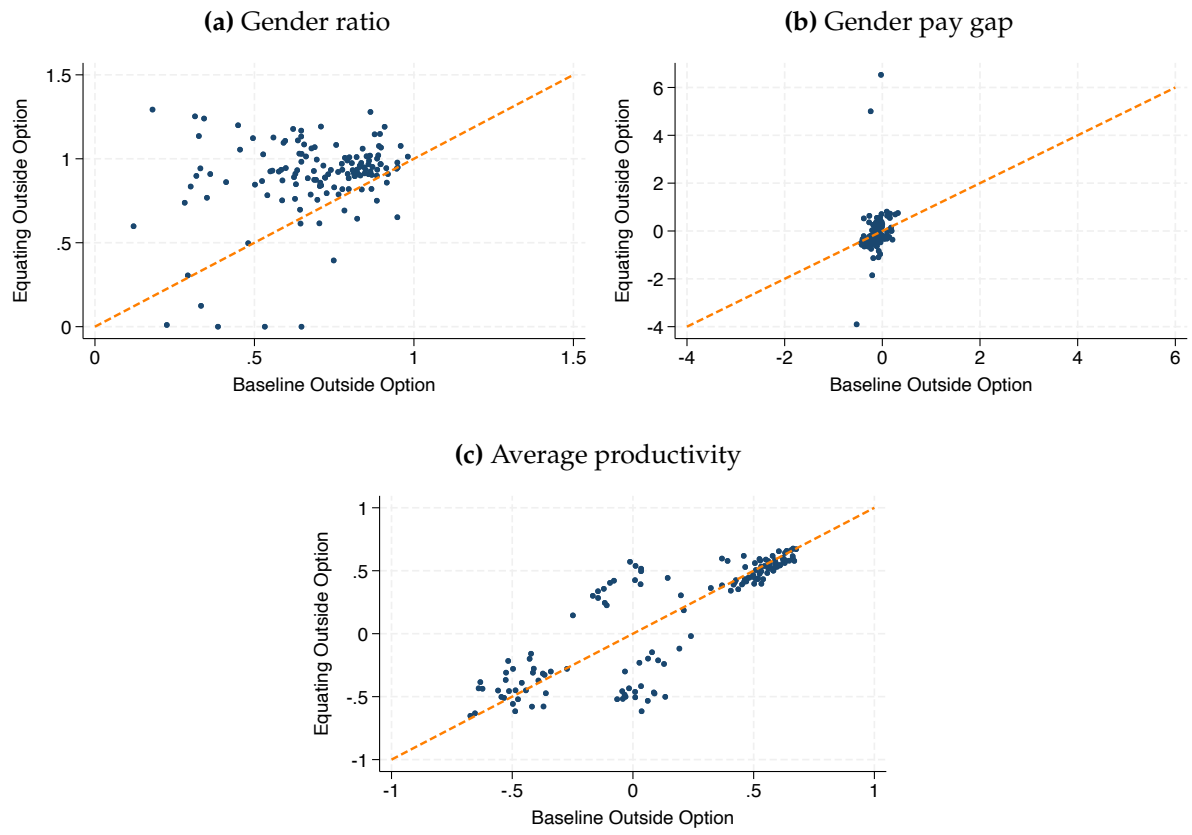 (a) Gender ratio
Equating Outside Option
1.5
1
.5
0
0 .5 1 1.5
Baseline Outside Option
(b) Gender pay gap
Equating Outside Option
6
4
2
0
-2
-4
-4 -2 0 2 4 6
Baseline Outside Option
(c) Average productivity
Equating Outside Option
1
.5
0
-.5
-1
-1 -.5 0 .5 1
Baseline Outside Option